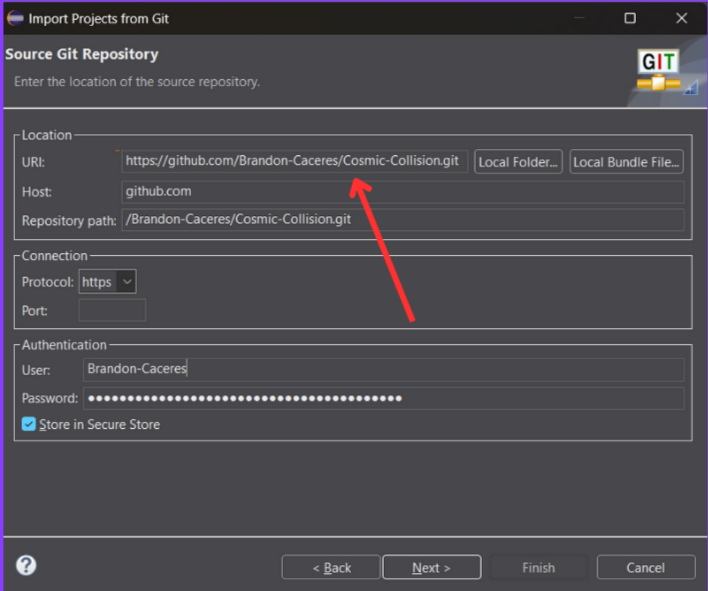 Import Projects from Git
Source Git Repository
Enter the location of the source repository.
GIT
Location
URI: https://github.com/Brandon-Caceres/Cosmic-Collision.git Local Folder... Local Bundle File...
Host: github.com
Repository path: /Brandon-Caceres/Cosmic-Collision.git
Connection
Protocol: https
Port:
Authentication
User: Brandon-Caceres
Password: ●●●●●●●●●●●●●●●●●●●●●●●●●●●●●●●●●●●●●●●●
Store in Secure Store
? < Back Next > Finish Cancel